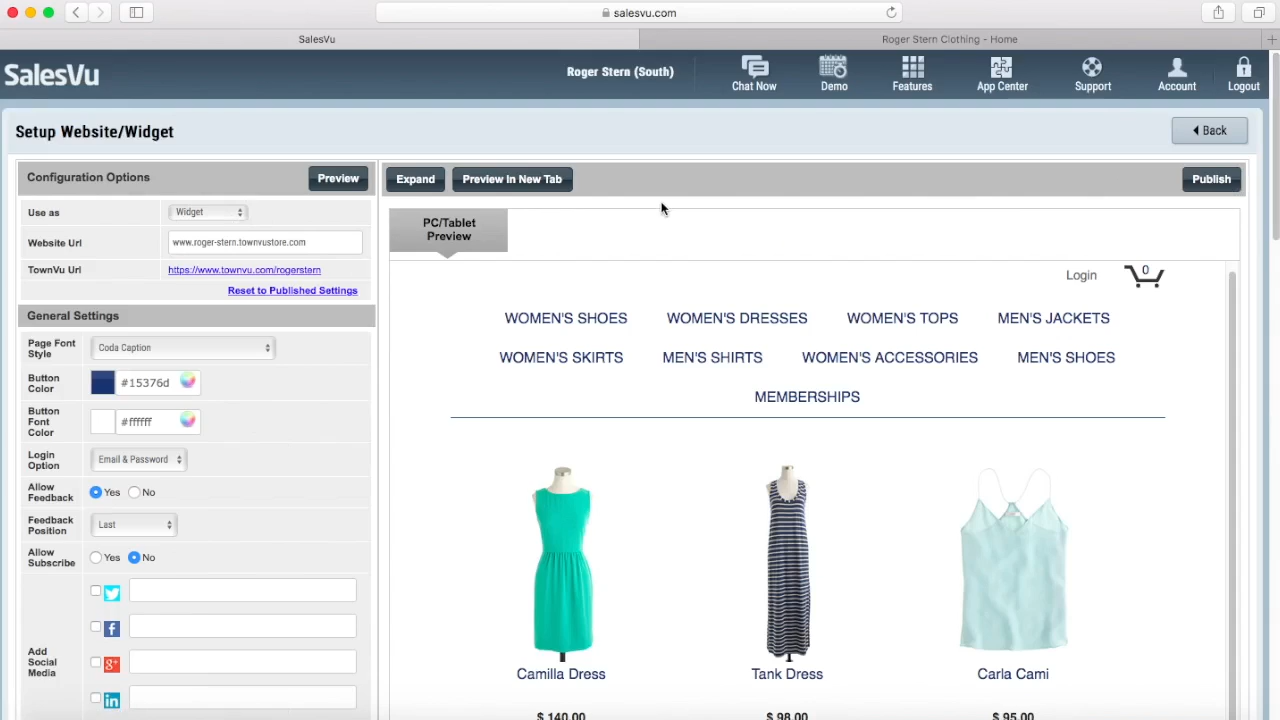 salesvu.com
SalesVu
Roger Stern Clothing - Home
SalesVu
Roger Stern (South)
Chat Now
Demo
Features
App Center
Support
Account
Logout
Setup Website/Widget
Back
Configuration Options
Preview
Use as
Widget
Website Url
www.roger-stern.townvustore.com
TownVu Url
https://www.townvu.com/rogerstern
Reset to Published Settings
General Settings
Page Font
Style
Coda Caption
Button
Color
#15376d
Button
Font
Color
#ffffff
Login
Option
Email & Password
Allow
Feedback
Yes
No
Feedback
Position
Last
Allow
Subscribe
Yes
No
Add
Social
Media
f
g+
in
Expand
Preview In New Tab
Publish
PC/Tablet
Preview
Login
0
WOMEN'S SHOES
WOMEN'S DRESSES
WOMEN'S TOPS
MEN'S JACKETS
WOMEN'S SKIRTS
MEN'S SHIRTS
WOMEN'S ACCESSORIES
MEN'S SHOES
MEMBERSHIPS
Camilla Dress
Tank Dress
Carla Cami
$ 140.00
$ 98.00
$ 95.00